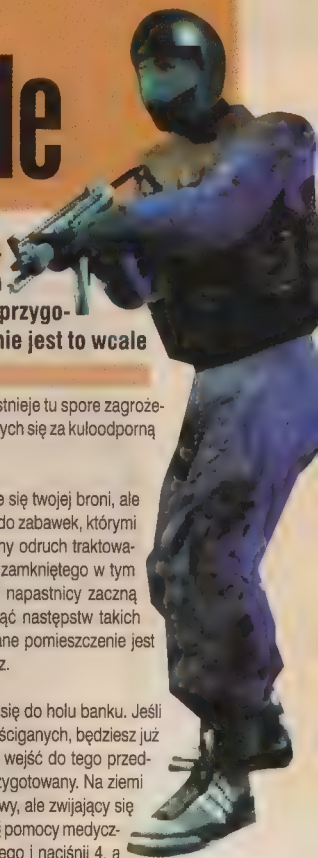 le
przygo-
nie jest to wcale
stnieje tu spore zagroże-
ych się za kuloodporną
e się twojej broni, ale
do zabawek, którymi
ny odruch traktowa-
zamkniętego w tym
napastnicy zaczną
ąć następstw takich
ane pomieszczenie jest
z.
się do holu banku. Jeśli
ściganych, będziesz już
wejść do tego przed-
zygotowany. Na ziemi
wy, ale zwijający się
j pomocy medycz-
ego i naciśnij 4, a